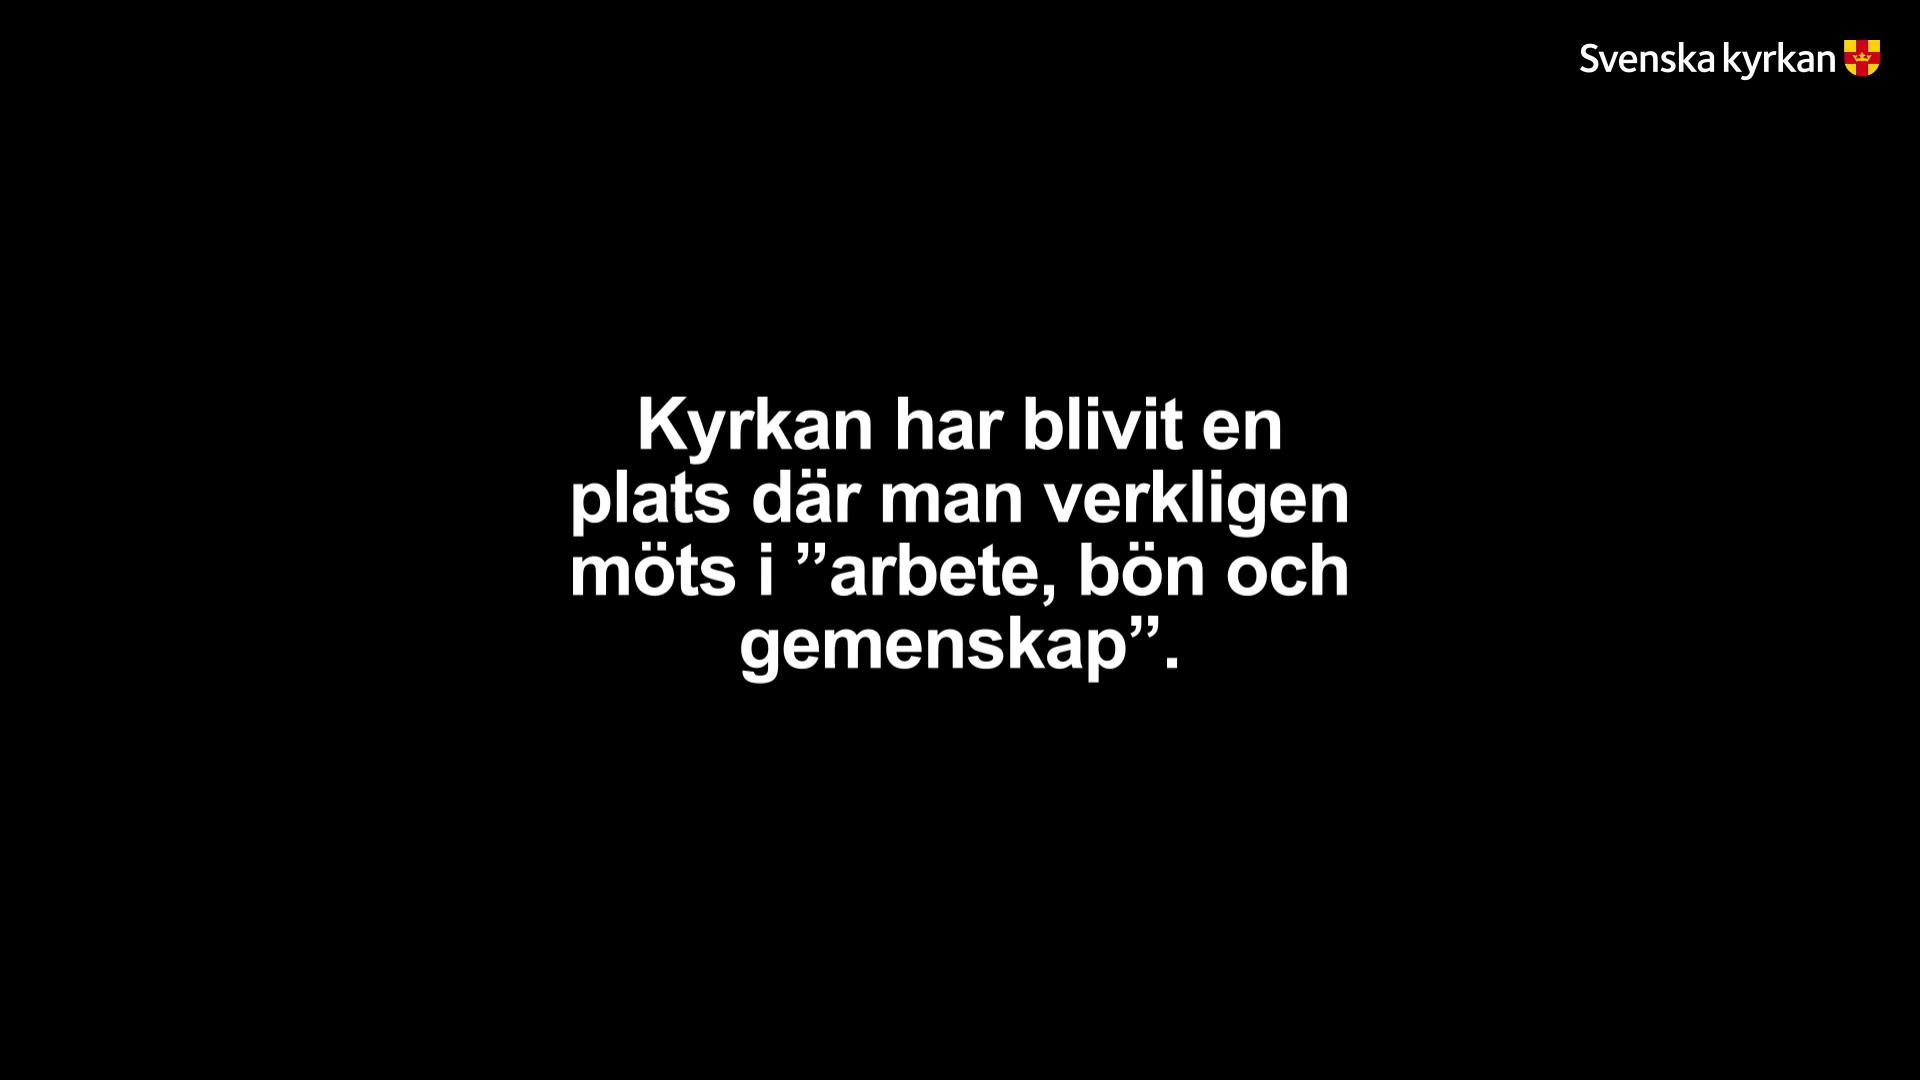 Svenska kyrkan
Kyrkan har blivit en
plats där man verkligen
möts i ”arbete, bön och
gemenskap”.